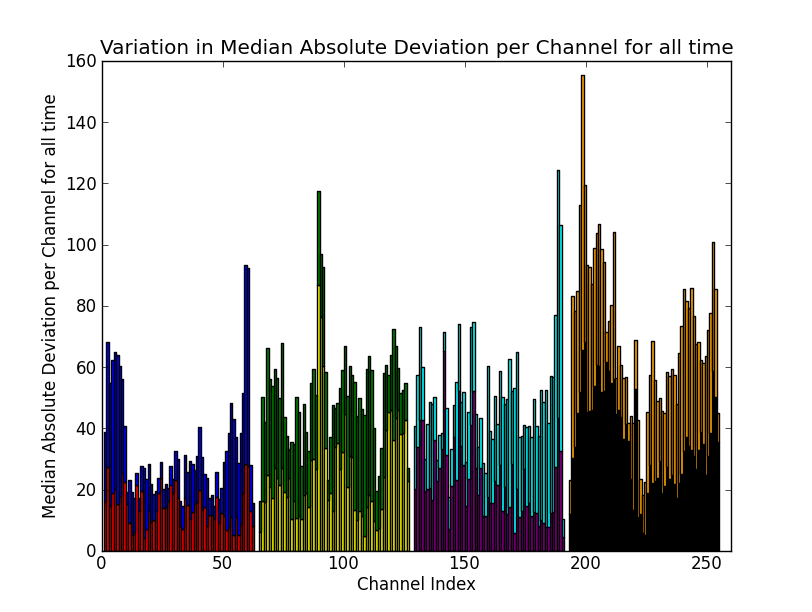 Variation in Median Absolute Deviation per Channel for all time
Median Absolute Deviation per Channel for all time
160
140
120
100
80
60
40
20
0
0 50 100 150 200 250
Channel Index